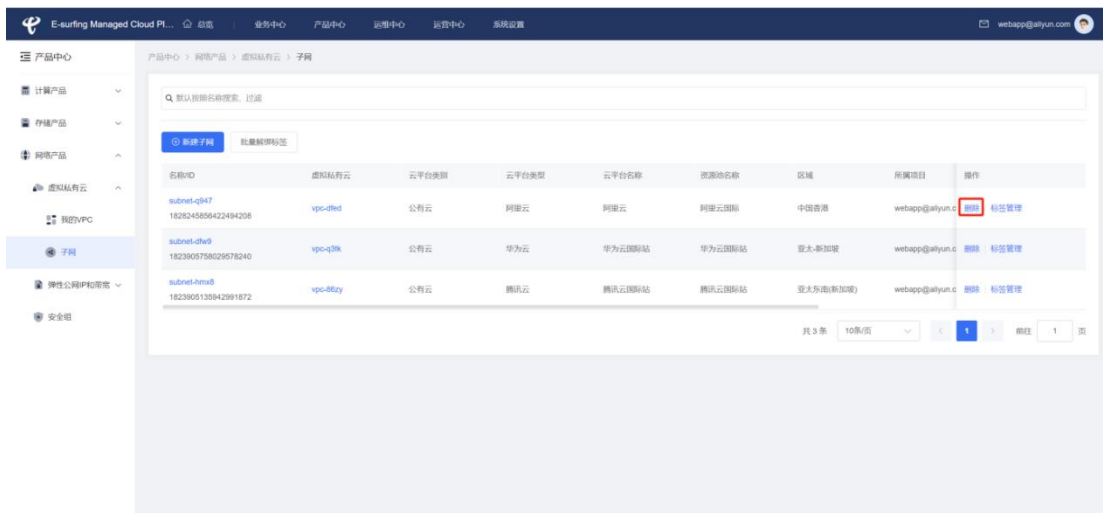 E-surfing Managed Cloud Pl... 总览 业务中心 产品中心 运维中心 运营中心 系统设置 webapp@aliyun.com
产品中心
产品中心 > 网络产品 > 虚拟私有云 > 子网
计算产品
存储产品
网络产品
虚拟私有云
我的VPC
子网
弹性公网IP和带宽
安全组
默认按照名称搜索、过滤
新建子网 批量解绑标签
名称/ID 虚拟私有云 云平台类别 云平台类型 云平台名称 资源池名称 区域 所属项目 操作
subnet-q947
1828245856422494208 vpc-dfed 公有云 阿里云 阿里云 阿里云国际 中国香港 webapp@aliyun.c 删除 标签管理
subnet-dfw9
1823905758029578240 vpc-q3tk 公有云 华为云 华为云国际站 华为云国际站 亚太-新加坡 webapp@aliyun.c 删除 标签管理
subnet-hmx8
1823905135942991872 vpc-86zy 公有云 腾讯云 腾讯云国际站 腾讯云国际站 亚太东南(新加坡) webapp@aliyun.c 删除 标签管理
共 3 条 10条/页 < 1 > 前往 1 页